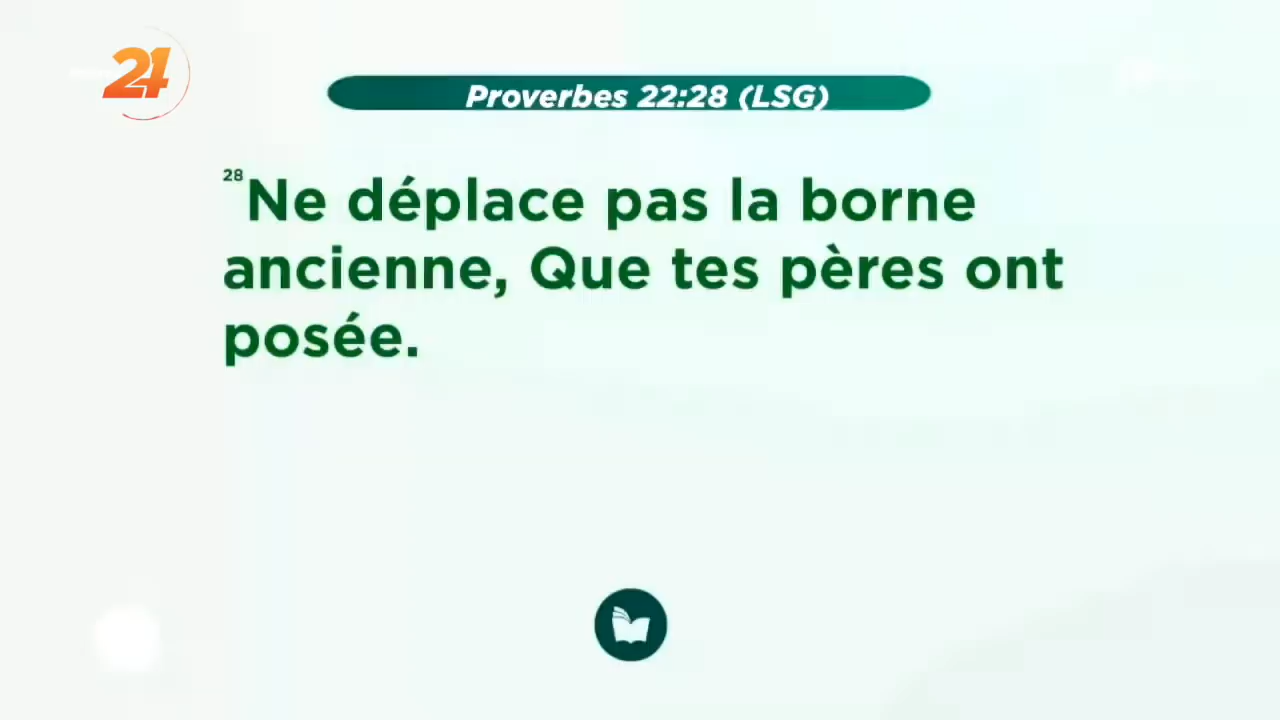 24
Proverbes 22:28 (LSG)
28 Ne déplace pas la borne
ancienne, Que tes pères ont
posée.